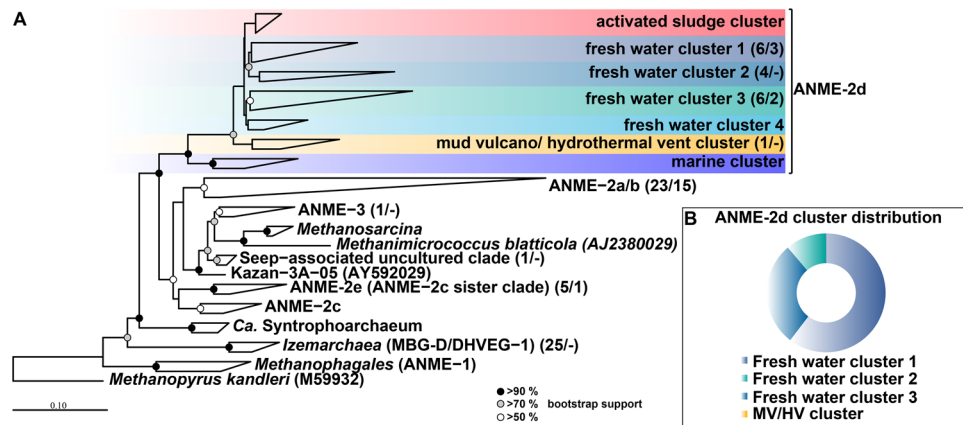 A
activated sludge cluster
fresh water cluster 1 (6/3)
fresh water cluster 2 (4/-)
fresh water cluster 3 (6/2)
fresh water cluster 4
mud vulcano/ hydrothermal vent cluster (1/-)
marine cluster
ANME-2d
ANME−2a/b (23/15)
ANME−3 (1/-)
Methanosarcina
Methanimicrococcus blatticola (AJ2380029)
Seep−associated uncultured clade (1/-)
Kazan−3A−05 (AY592029)
ANME−2e (ANME−2c sister clade) (5/1)
ANME−2c
Ca. Syntrophoarchaeum
Izemarchaea (MBG-D/DHVEG−1) (25/-)
Methanophagales (ANME−1)
Methanopyrus kandleri (M59932)
0.10
>90 %
>70 % bootstrap support
>50 %
B
ANME-2d cluster distribution
Fresh water cluster 1
Fresh water cluster 2
Fresh water cluster 3
MV/HV cluster